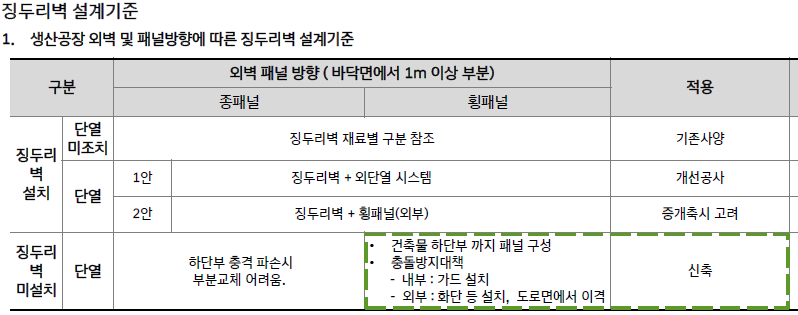 징두리벽 설계기준
1. 생산공장 외벽 및 패널방향에 따른 징두리벽 설계기준
구분
외벽 패널 방향 ( 바닥면에서 1m 이상 부분)
적용
종패널
횡패널
징두리
벽
설치
단열
미조치
징두리벽 재료별 구분 참조
기존사양
단열
1안
징두리벽 + 외단열 시스템
개선공사
2안
징두리벽 + 횡패널(외부)
증개축시 고려
징두리
벽
미설치
단열
하단부 충격 파손시
부분교체 어려움.
• 건축물 하단부 까지 패널 구성
• 충돌방지대책
- 내부 : 가드 설치
- 외부 : 화단 등 설치, 도로면에서 이격
신축